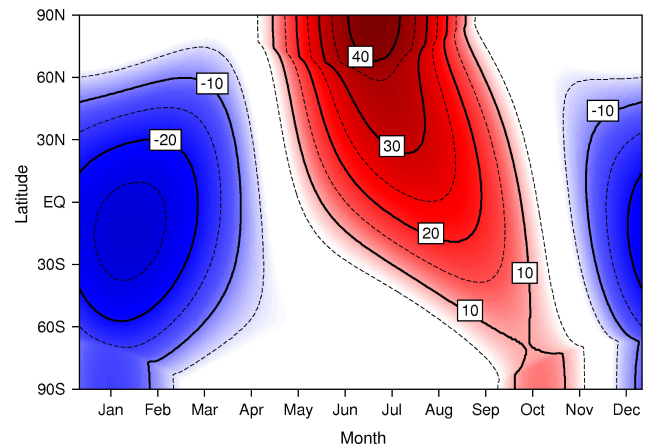 90N
60N
30N
EQ
30S
60S
90S
Latitude
40
-10
-10
-20
30
20
10
10
Jan Feb Mar Apr May Jun Jul Aug Sep Oct Nov Dec
Month